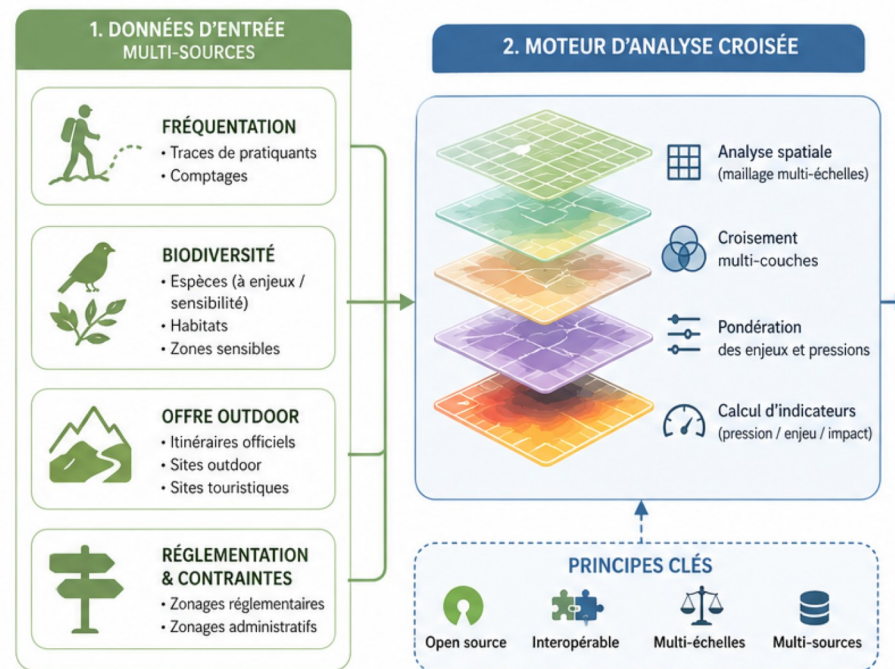 1. DONNÉES D'ENTRÉE
MULTI-SOURCES
FRÉQUENTATION
• Traces de pratiquants
• Comptages
BIODIVERSITÉ
• Espèces (à enjeux /
sensibilité)
• Habitats
• Zones sensibles
OFFRE OUTDOOR
• Itinéraires officiels
• Sites outdoor
• Sites touristiques
RÉGLEMENTATION
& CONTRAINTES
• Zonages réglementaires
• Zonages administratifs
2. MOTEUR D'ANALYSE CROISÉE
Analyse spatiale
(maillage multi-échelles)
Croisement
multi-couches
Pondération
des enjeux et pressions
Calcul d'indicateurs
(pression / enjeu / impact)
PRINCIPES CLÉS
Open source
Interopérable
Multi-échelles
Multi-sources